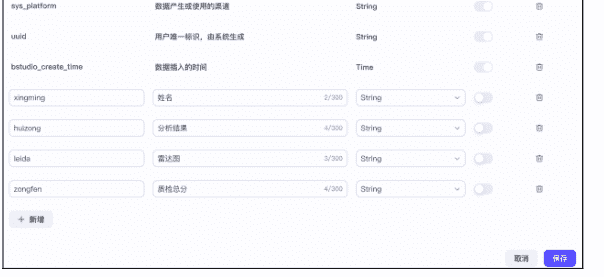 sys_platform 数据产生或使用的渠道 String
uuid 用户唯一标识，由系统生成 String
bstudio_create_time 数据插入的时间 Time
xingming 姓名 2/300 String
huizong 分析结果 4/300 String
leida 雷达图 3/300 String
zongfen 质检总分 4/300 String
+ 新增
取消 保存